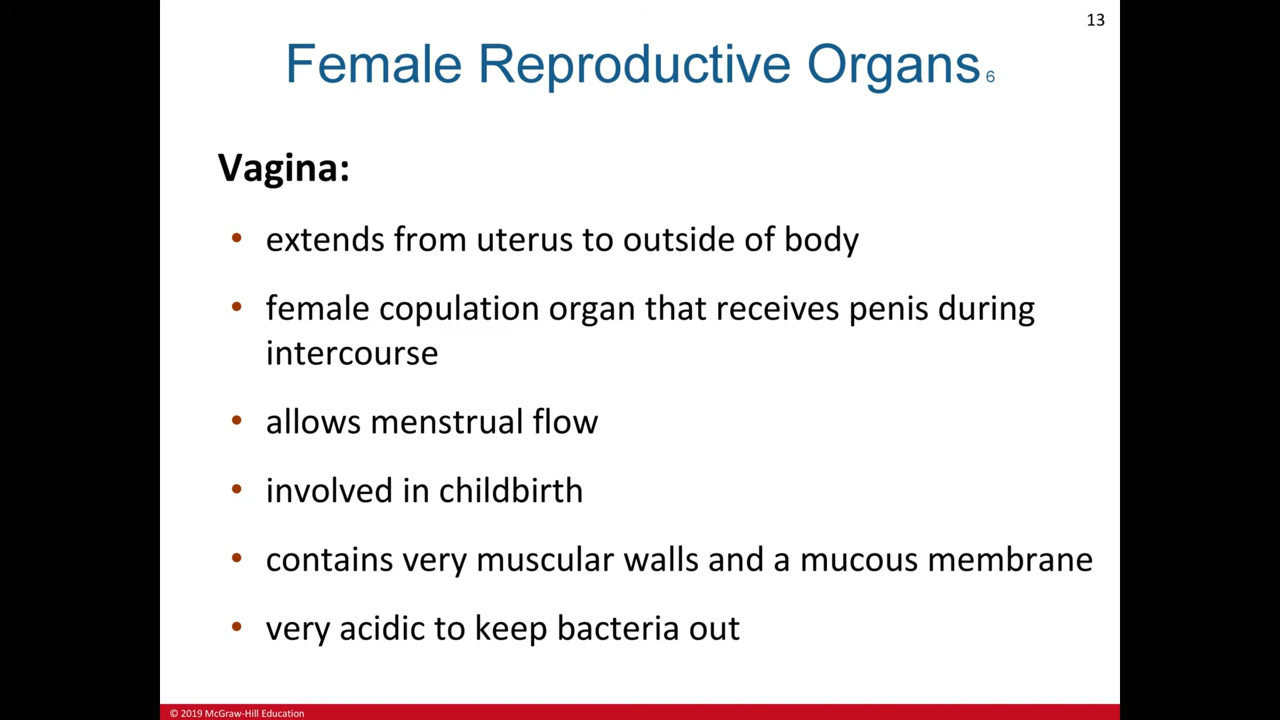 13
Female Reproductive Organs 6
Vagina:
• extends from uterus to outside of body
• female copulation organ that receives penis during
intercourse
• allows menstrual flow
• involved in childbirth
• contains very muscular walls and a mucous membrane
• very acidic to keep bacteria out
© 2019 McGraw-Hill Education